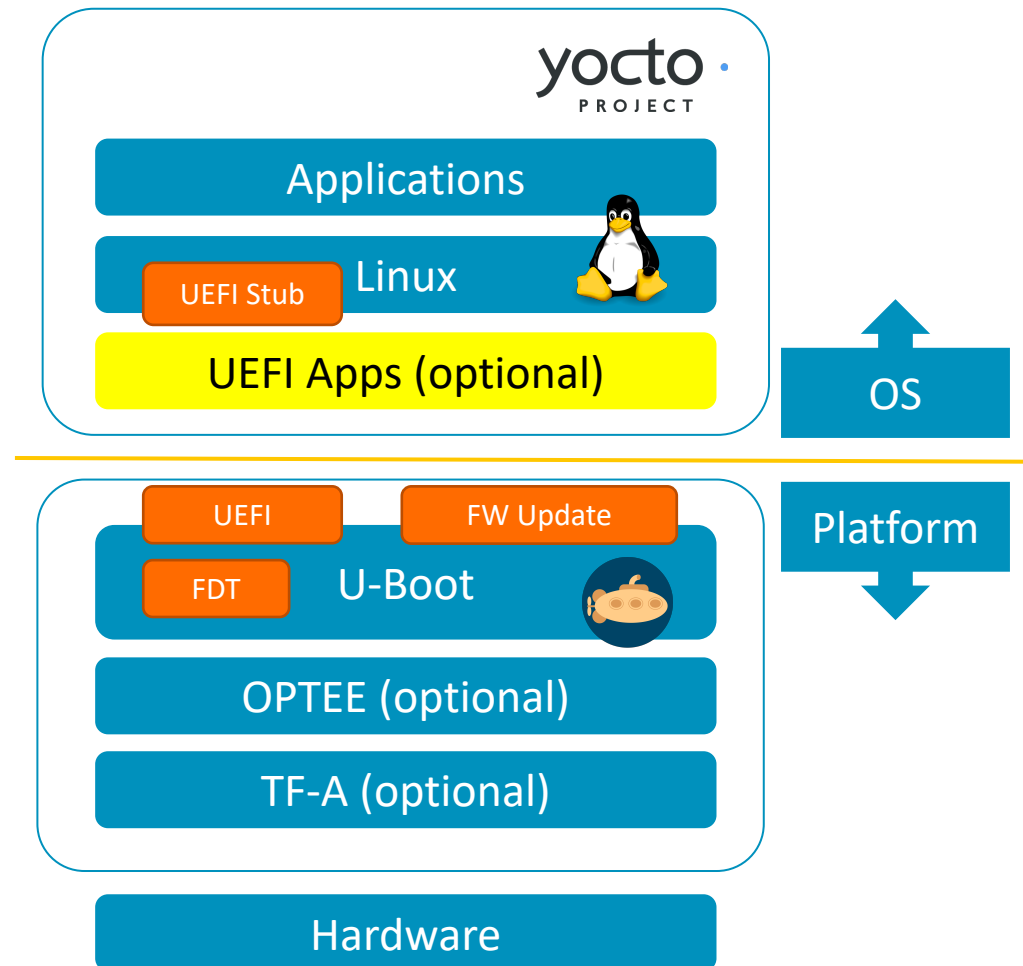 yocto
PROJECT
Applications
Linux
UEFI Stub
UEFI Apps (optional)
OS
UEFI
FW Update
Platform
FDT
U-Boot
OPTEE (optional)
TF-A (optional)
Hardware